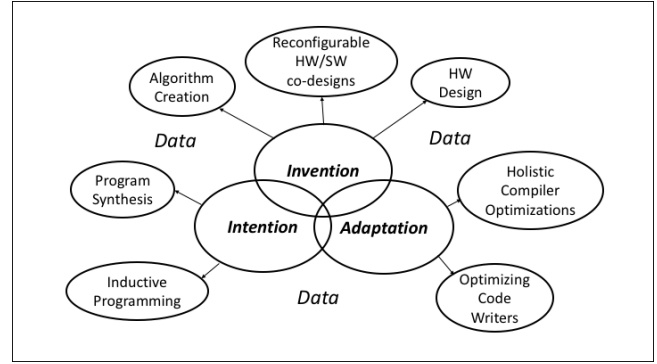 Reconfigurable
HW/SW
co-designs
Algorithm
Creation
HW
Design
Data
Data
Invention
Program
Synthesis
Holistic
Compiler
Optimizations
Intention
Adaptation
Inductive
Programming
Data
Optimizing
Code
Writers